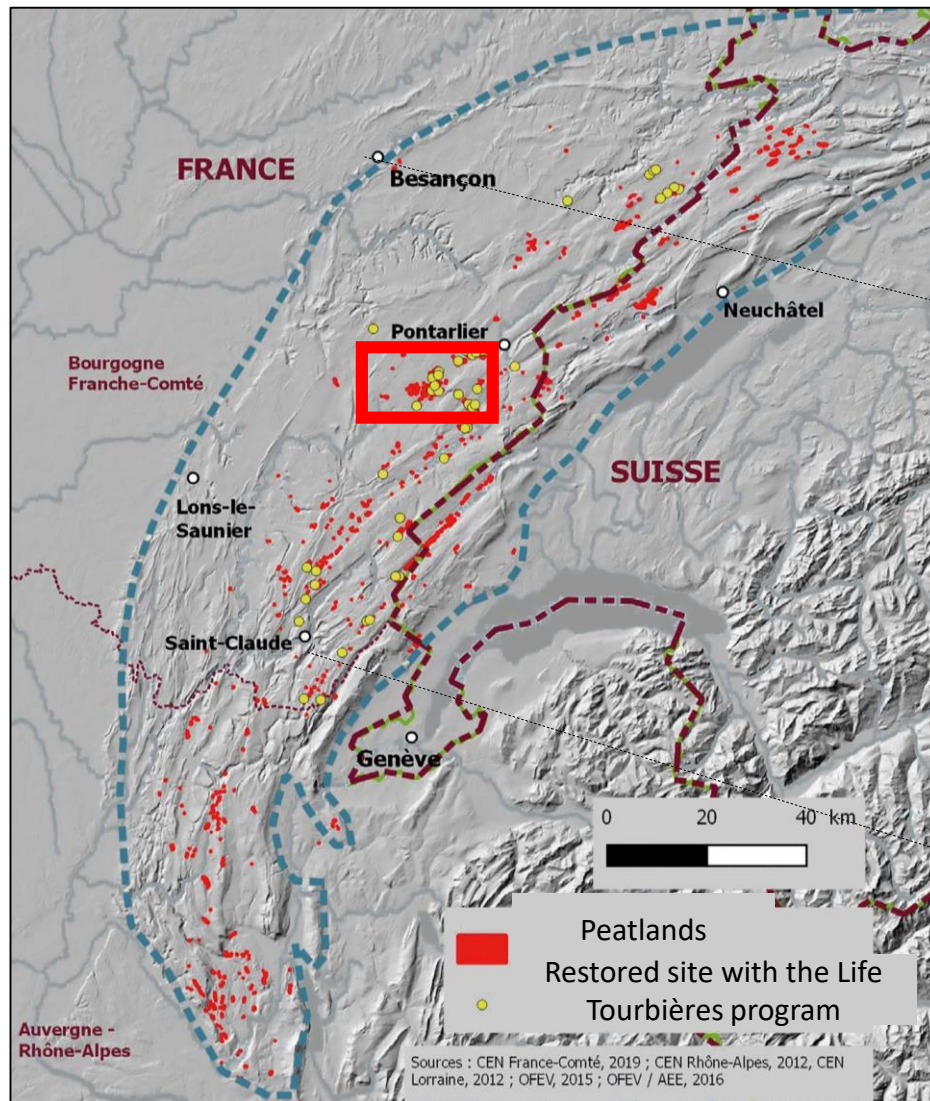 FRANCE
Besançon
Neuchâtel
Pontarlier
Bourgogne
Franche-Comté
SUISSE
Lons-le-
Saunier
Saint-Claude
Genève
0 20 40 km
Peatlands
Restored site with the Life
Tourbières program
Auvergne -
Rhône-Alpes
Sources : CEN France-Comté, 2019 ; CEN Rhône-Alpes, 2012, CEN
Lorraine, 2012 ; OFEV, 2015 ; OFEV / AEE, 2016